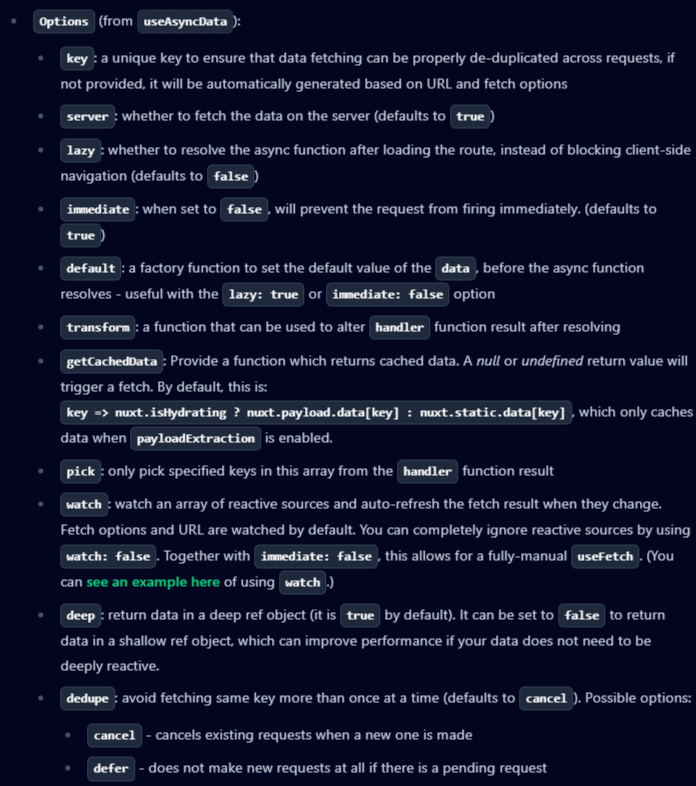 Options (from useAsyncData):
key: a unique key to ensure that data fetching can be properly de-duplicated across requests, if
not provided, it will be automatically generated based on URL and fetch options
server: whether to fetch the data on the server (defaults to true)
lazy: whether to resolve the async function after loading the route, instead of blocking client-side
navigation (defaults to false)
immediate: when set to false, will prevent the request from firing immediately. (defaults to
true)
default: a factory function to set the default value of the data, before the async function
resolves - useful with the lazy: true or immediate: false option
transform: a function that can be used to alter handler function result after resolving
getCachedData: Provide a function which returns cached data. A null or undefined return value will
trigger a fetch. By default, this is:
key => nuxt.isHydrating ? nuxt.payload.data[key] : nuxt.static.data[key], which only caches
data when payloadExtraction is enabled.
pick: only pick specified keys in this array from the handler function result
watch: watch an array of reactive sources and auto-refresh the fetch result when they change.
Fetch options and URL are watched by default. You can completely ignore reactive sources by using
watch: false. Together with immediate: false, this allows for a fully-manual useFetch. (You
can see an example here of using watch.)
deep: return data in a deep ref object (it is true by default). It can be set to false to return
data in a shallow ref object, which can improve performance if your data does not need to be
deeply reactive.
dedupe: avoid fetching same key more than once at a time (defaults to cancel). Possible options:
cancel - cancels existing requests when a new one is made
defer - does not make new requests at all if there is a pending request